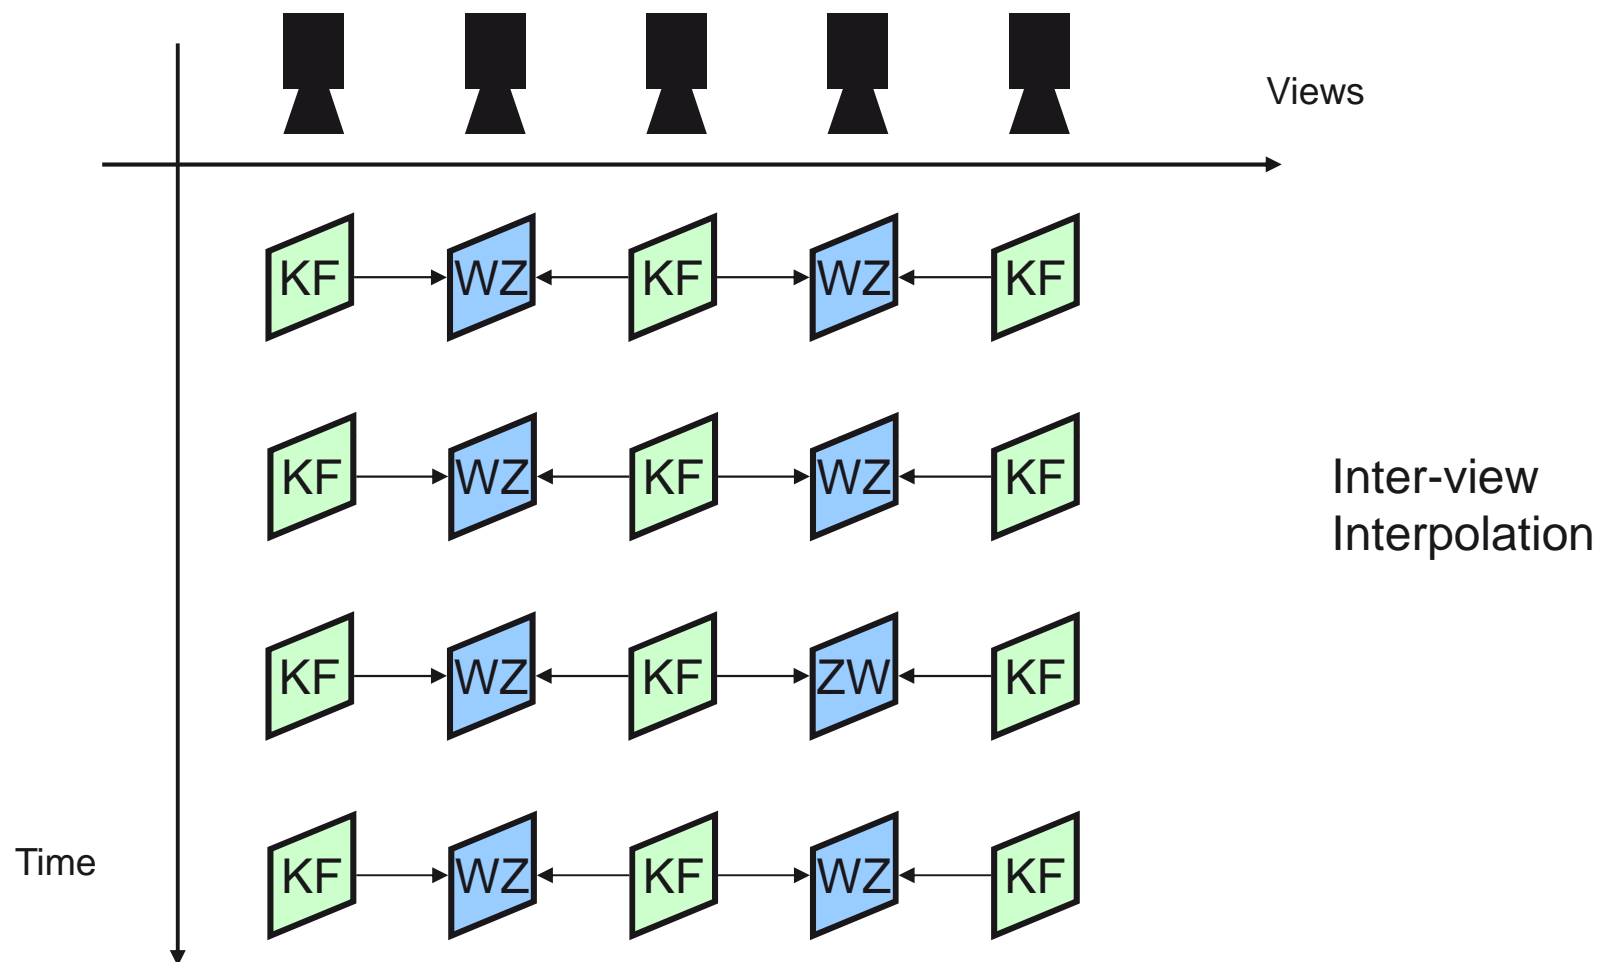 Views
KF WZ KF WZ KF
KF WZ KF WZ KF
Inter-view
Interpolation
KF WZ KF ZW KF
Time
KF WZ KF WZ KF